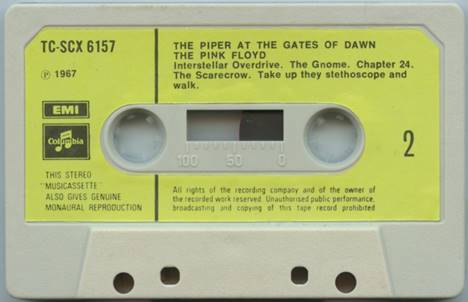 TC-SCX 6157
THE PIPER AT THE GATES OF DAWN
THE PINK FLOYD
Interstellar Overdrive. The Gnome. Chapter 24.
The Scarecrow. Take up they stethoscope and
walk.
℗ 1967
EMI
Columbia
2
100 50 0
THIS STEREO
"MUSICASSETTE"
ALSO GIVES GENUINE
MONAURAL REPRODUCTION
All rights of the recording company and of the owner of
the recorded work reserved. Unauthorised public performance,
broadcasting and copying of this tape record prohibited